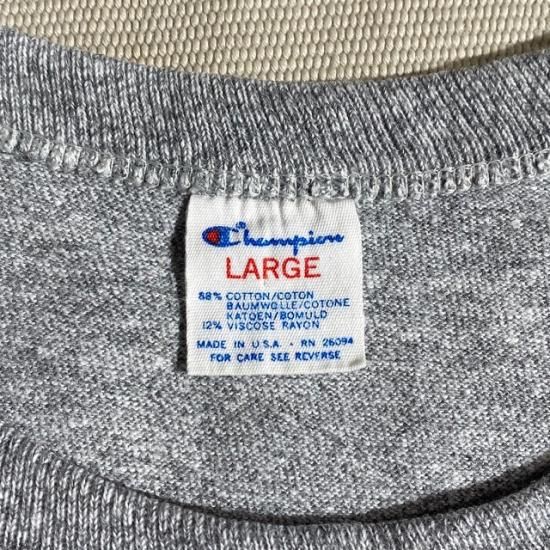 Champion
LARGE
88% COTTON/COTON
BAUMWOLLE/COTONE
KATOEN/BOMULD
12% VISCOSE RAYON
MADE IN U.S.A. - RN 26094
FOR CARE SEE REVERSE